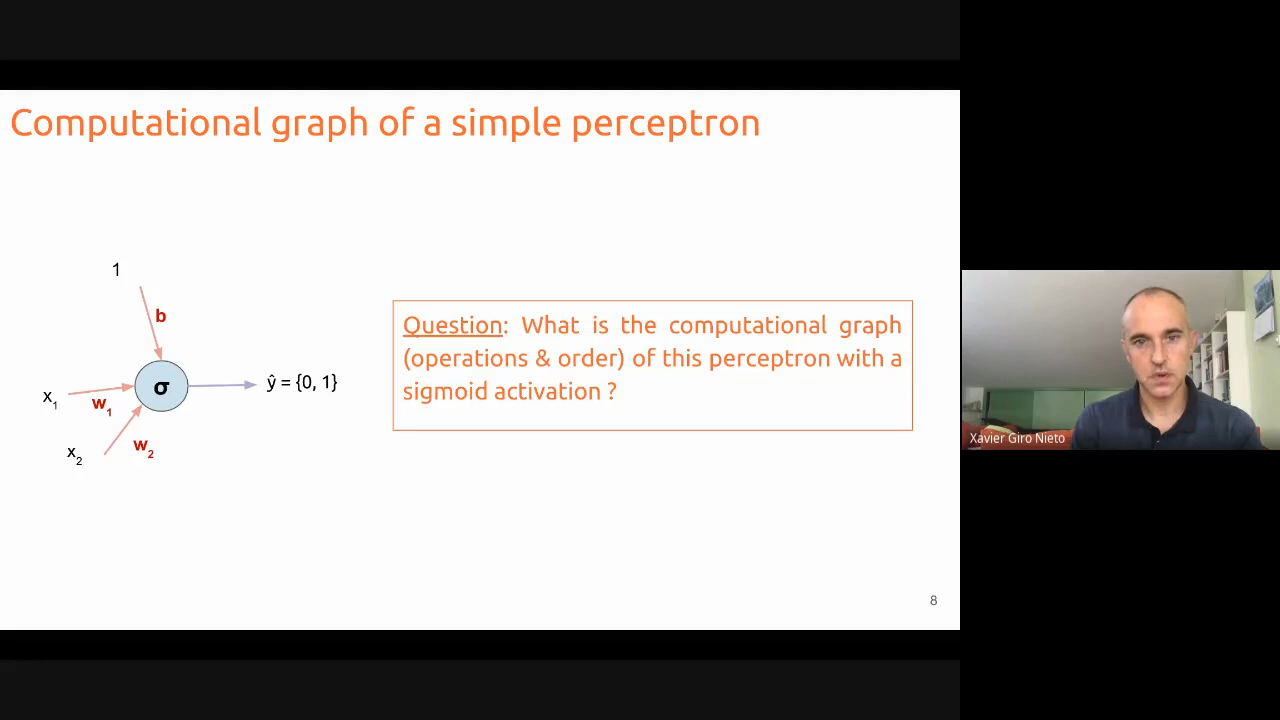 Computational graph of a simple perceptron
1
b
x₁
w₁
σ
ŷ = {0, 1}
x₂
w₂
Question: What is the computational graph
(operations & order) of this perceptron with a
sigmoid activation ?
8
Xavier Giro Nieto